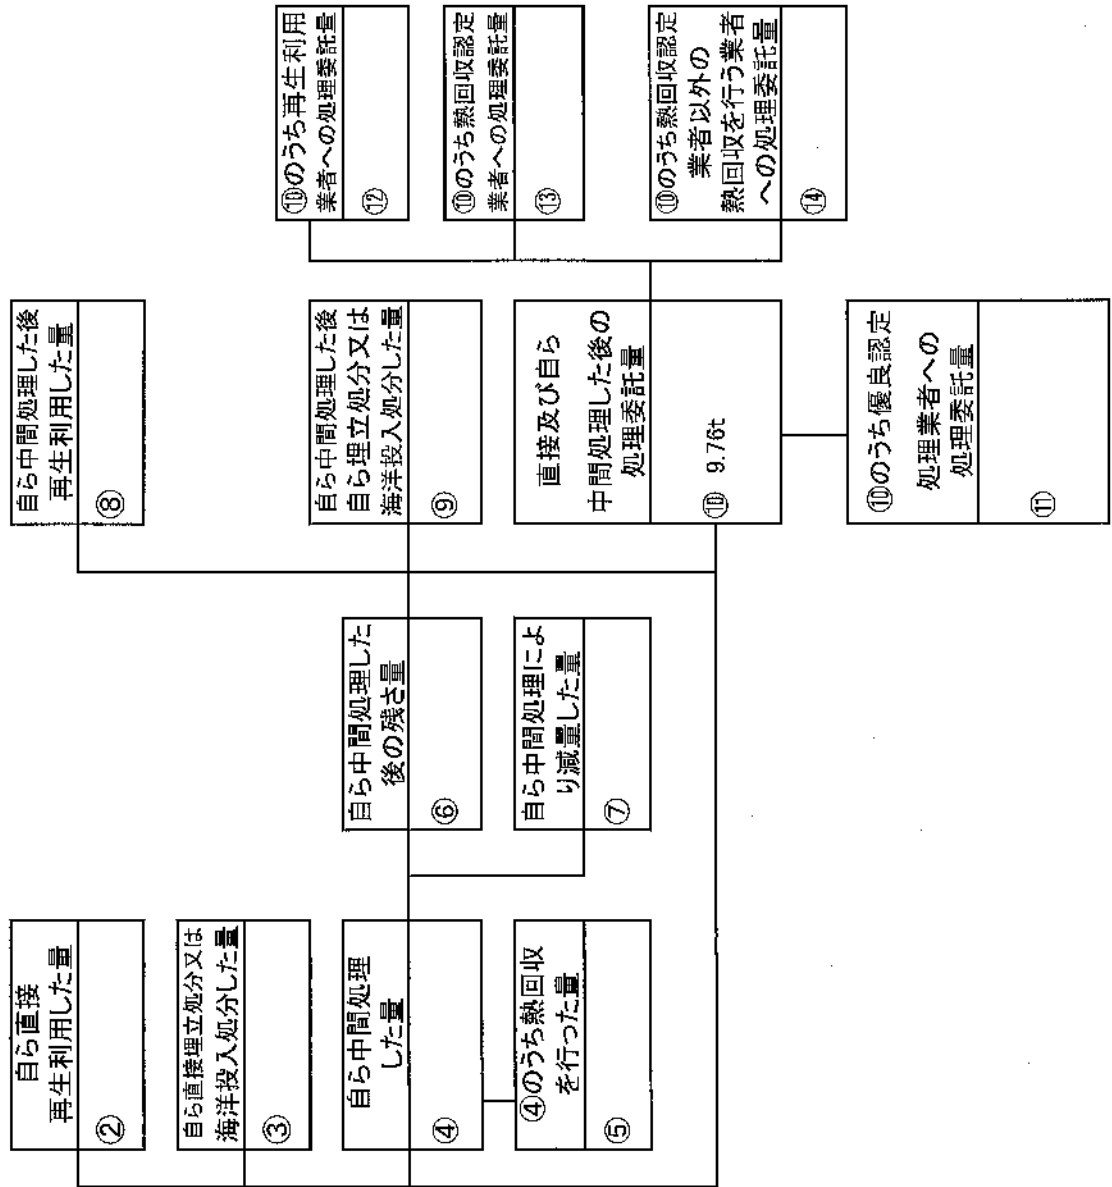 自ら直接
再生利用した量
②
自ら直接埋立処分又は
海洋投入処分した量
③
自ら中間処理
した量
④
④のうち熱回収
を行った量
⑤
自ら中間処理した
後の残さ量
⑥
自ら中間処理によ
り減量した量
⑦
自ら中間処理した後
再生利用した量
⑧
自ら中間処理した後
自ら埋立処分又は
海洋投入処分した量
⑨
直接及び自ら
中間処理した後の
処理委託量
⑩ 9.76t
⑩のうち優良認定
処理業者への
処理委託量
⑪
⑩のうち再生利用
業者への処理委託量
⑫
⑩のうち熱回収認定
業者への処理委託量
⑬
⑩のうち熱回収認定
業者以外の
熱回収を行う業者
への処理委託量
⑭